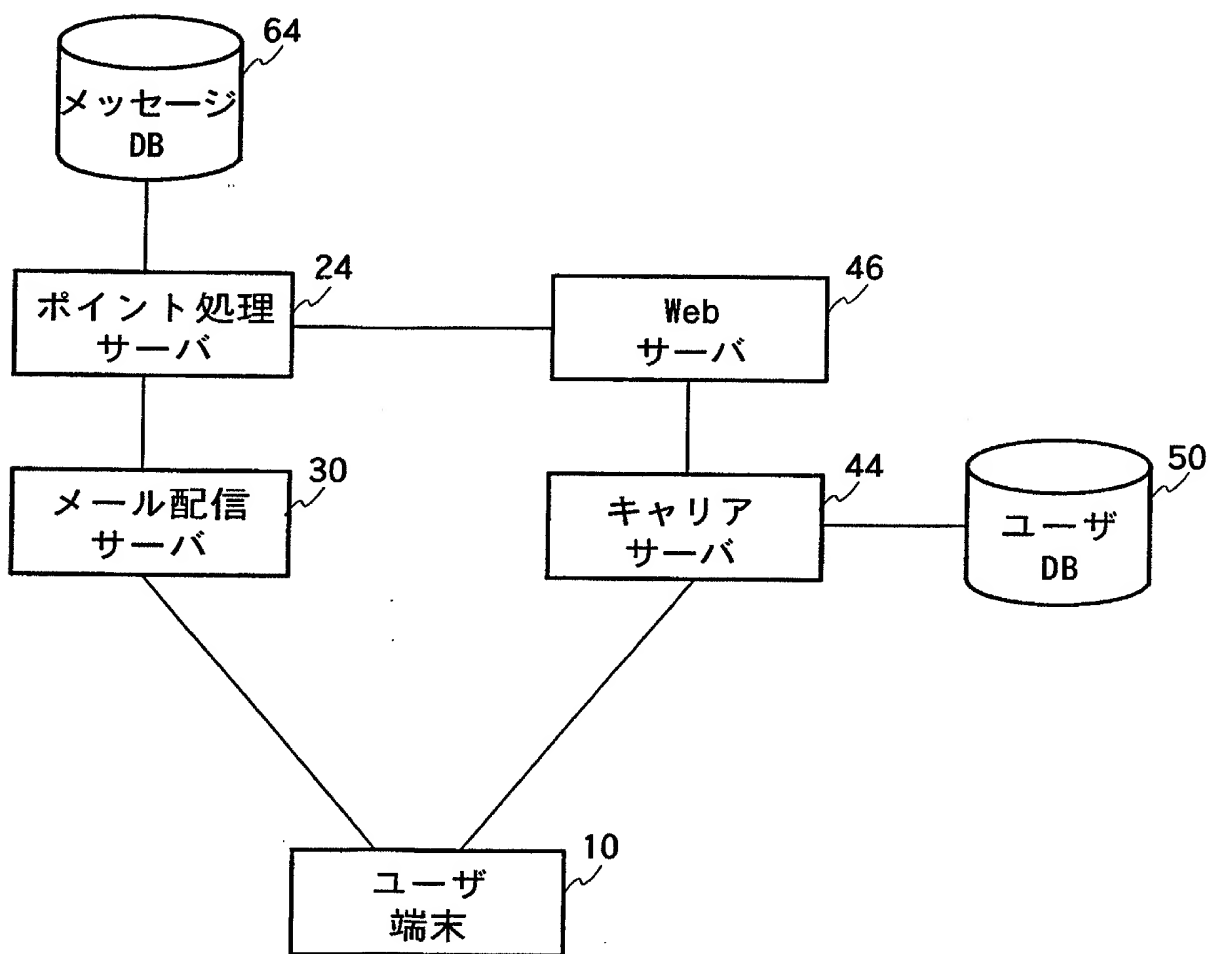 64
メッセージ
DB
24
ポイント処理
サーバ
46
Web
サーバ
30
メール配信
サーバ
44
キャリア
サーバ
50
ユーザ
DB
10
ユーザ
端末